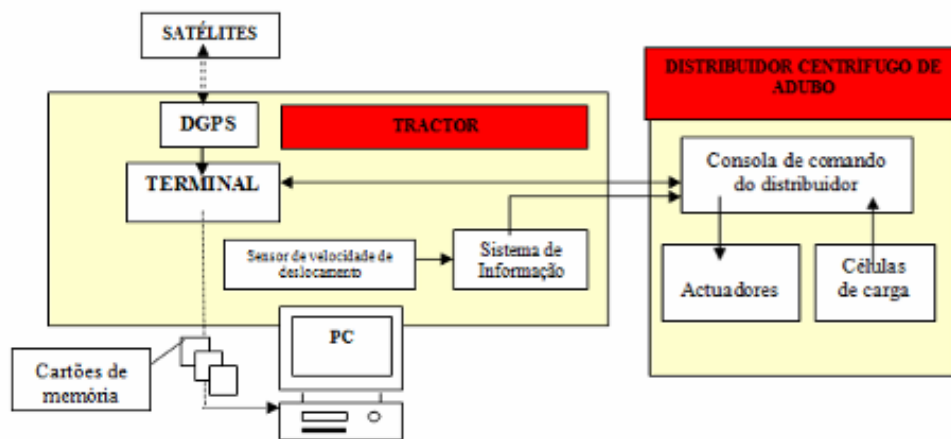 SATÉLITES
DISTRIBUIDOR CENTRÍFUGO DE
ADUBO
DGPS
TRACTOR
TERMINAL
Consola de comando
do distribuidor
Sensor de velocidade de
deslocamento
Sistema de
Informação
Actuadores
Células
de carga
PC
Cartões de
memória